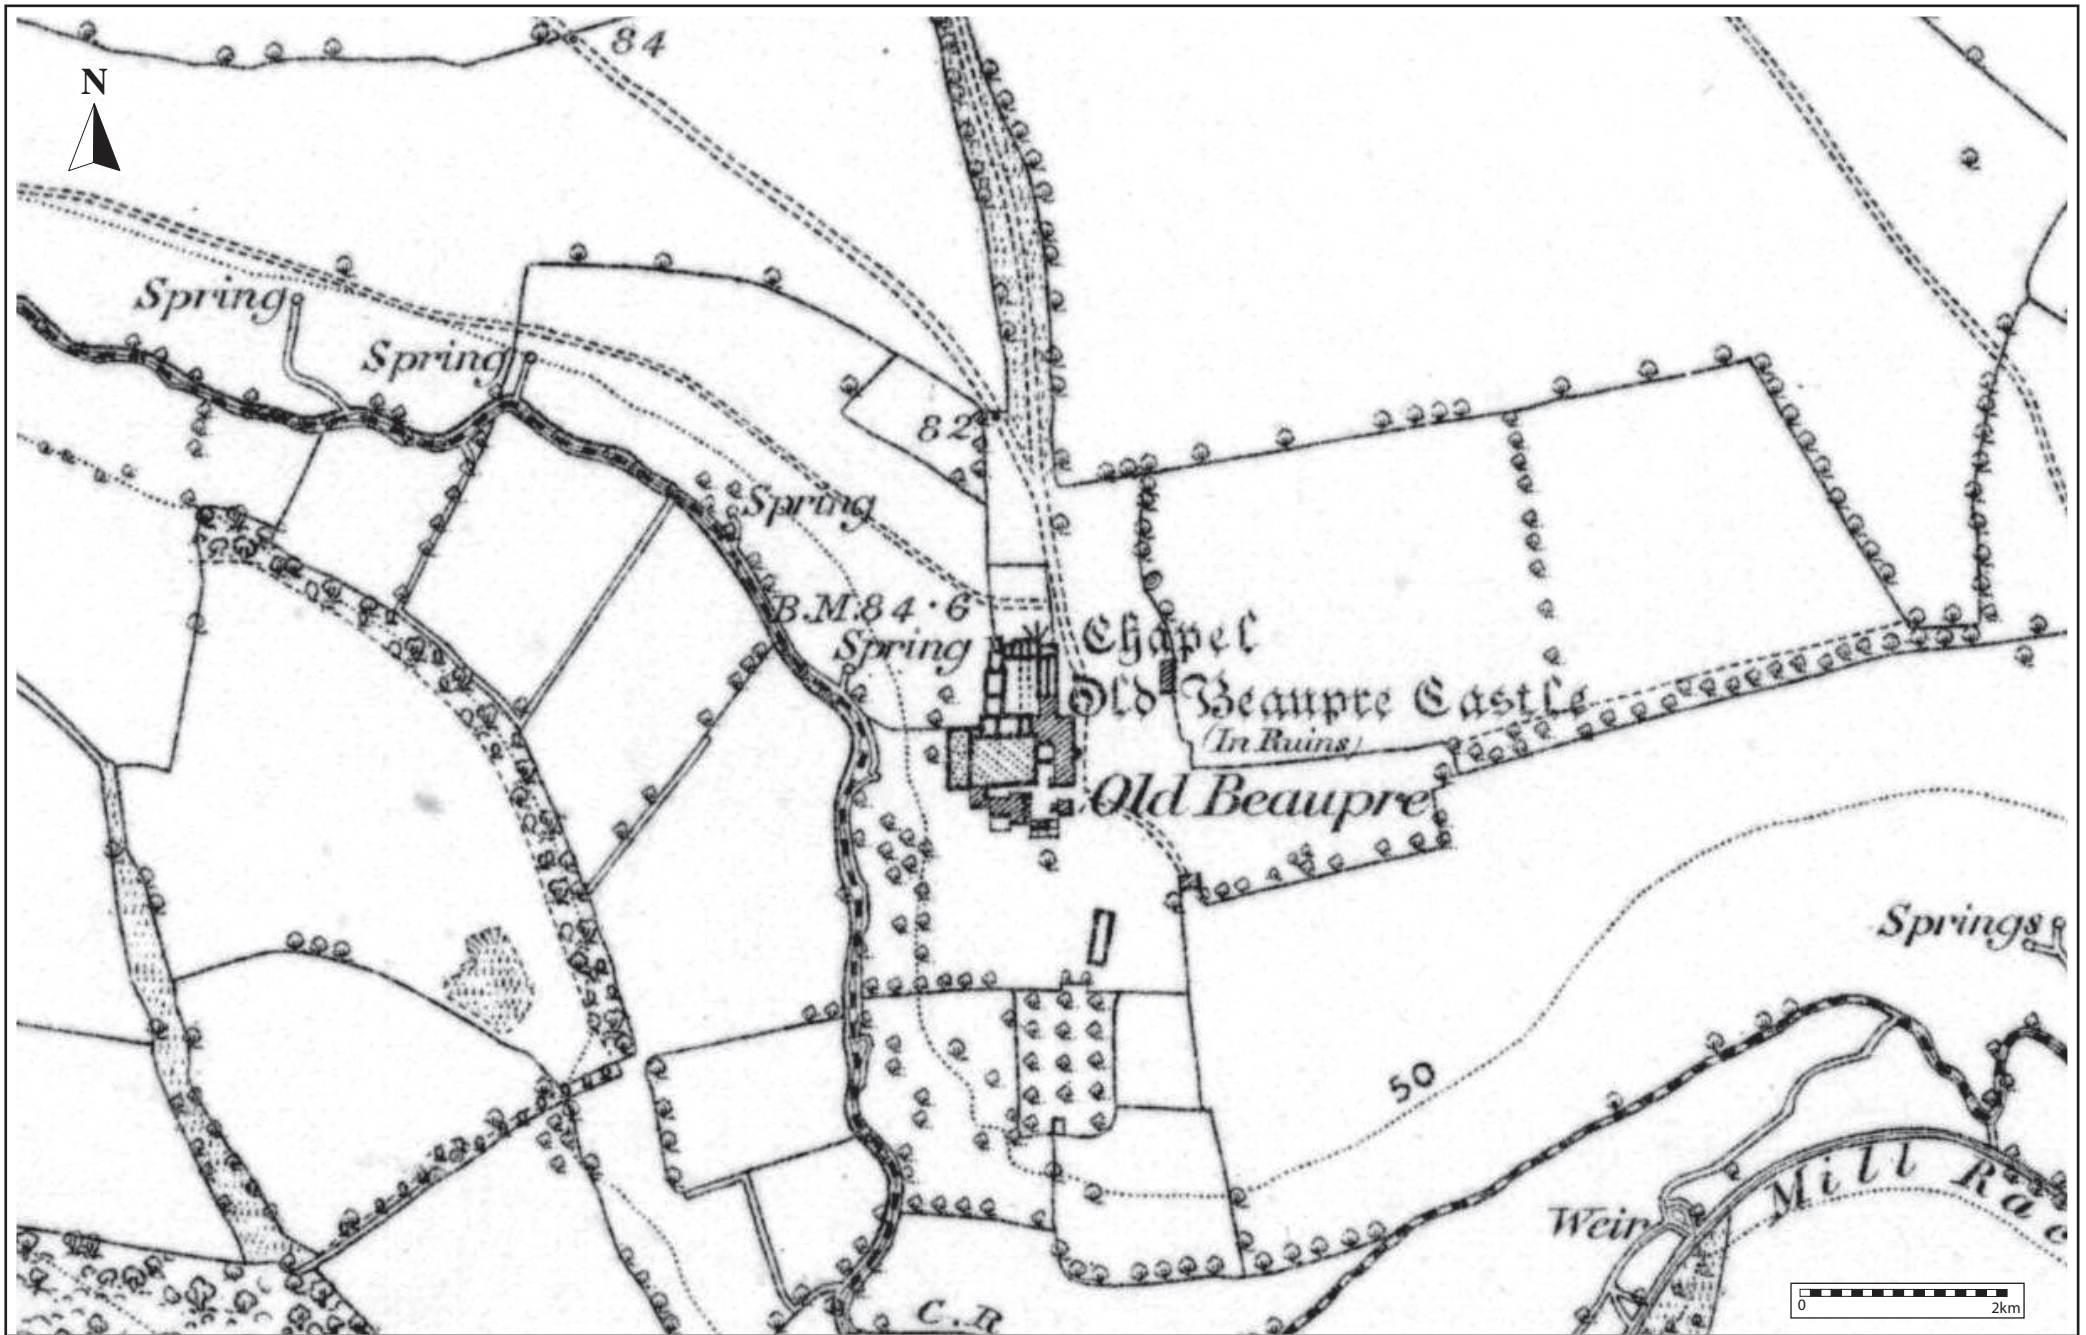 84
N
Spring
Spring
82
Spring
B.M.84·6
Spring
Chapel
Old Beaupre Castle
(In Ruins)
Old Beaupre
Springs
50
Mill Rac
Weir
C.R
0 2km